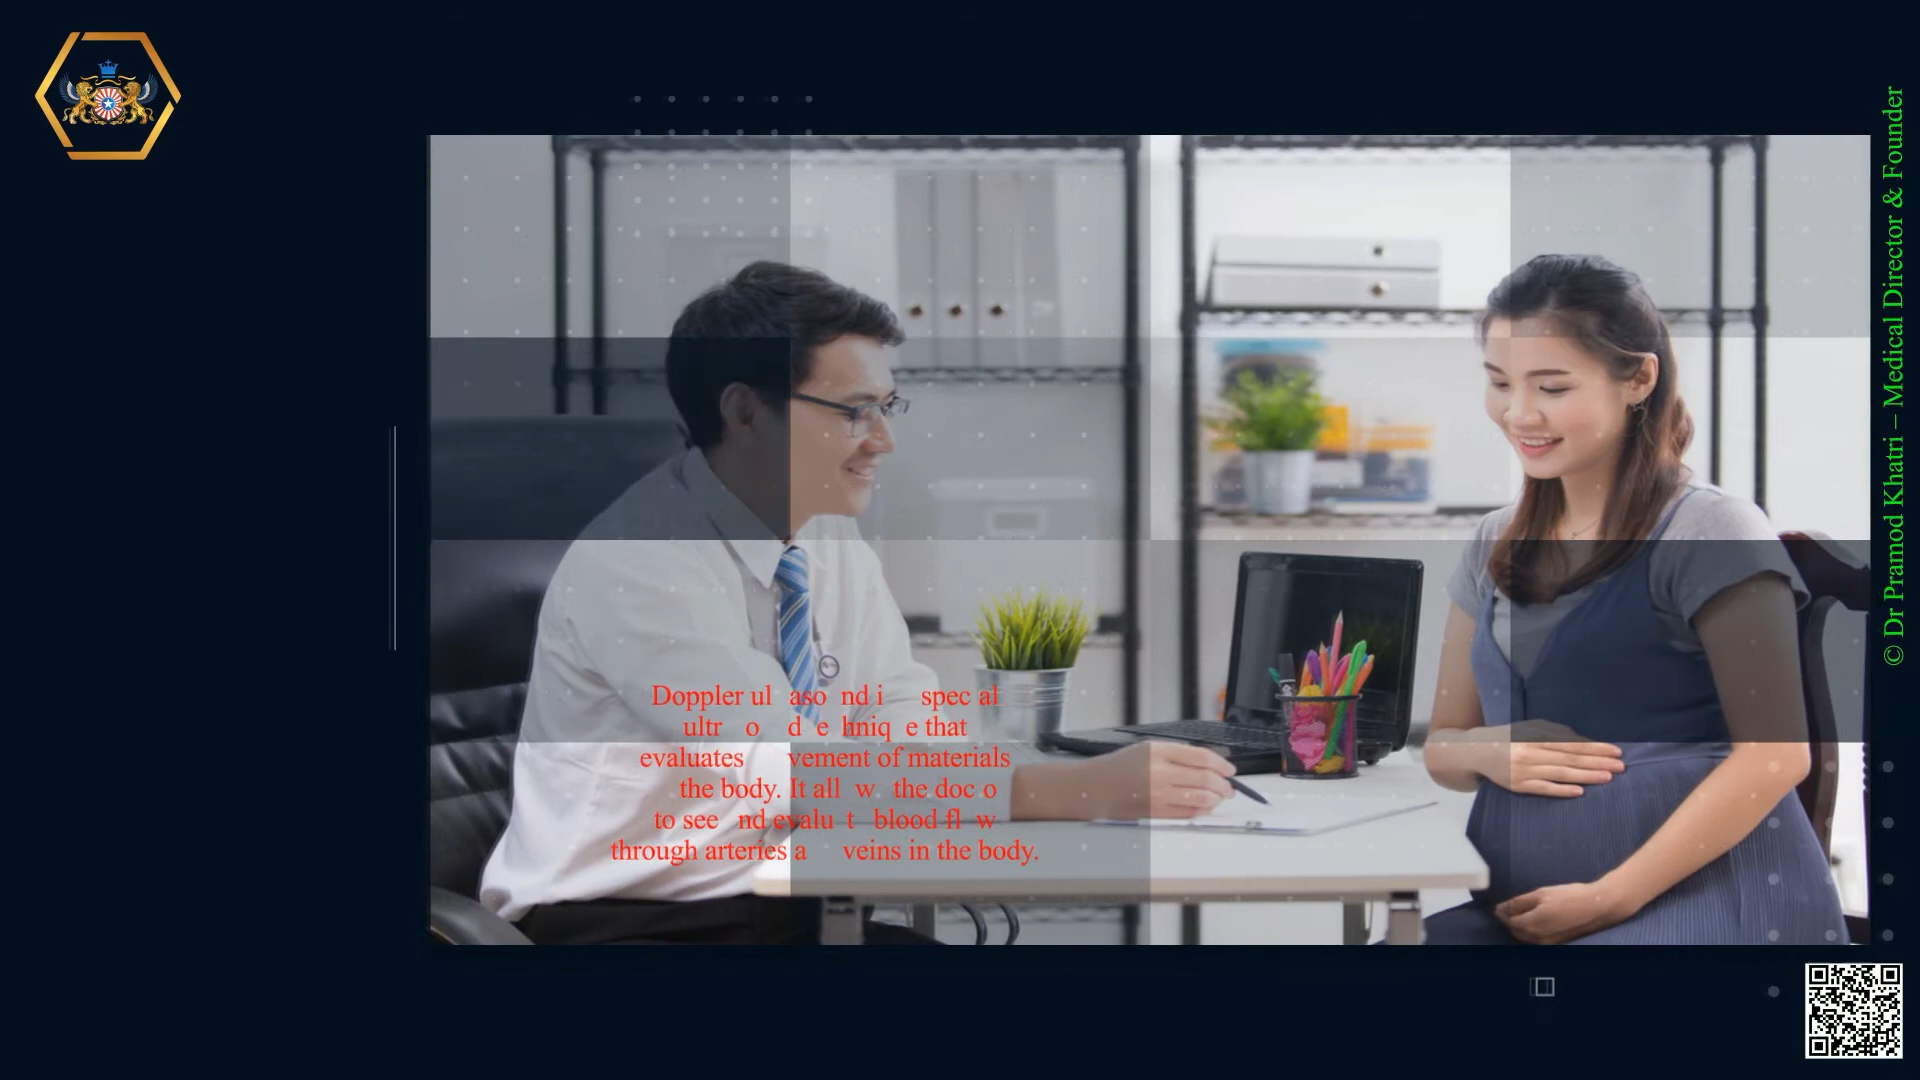 Doppler ul aso nd i spec al
ultr o d e hniq e that
evaluates vement of materials
the body. It all w the doc o
to see nd evalu t blood fl w
through arteries a veins in the body.
© Dr Pramod Khatri – Medical Director & Founder